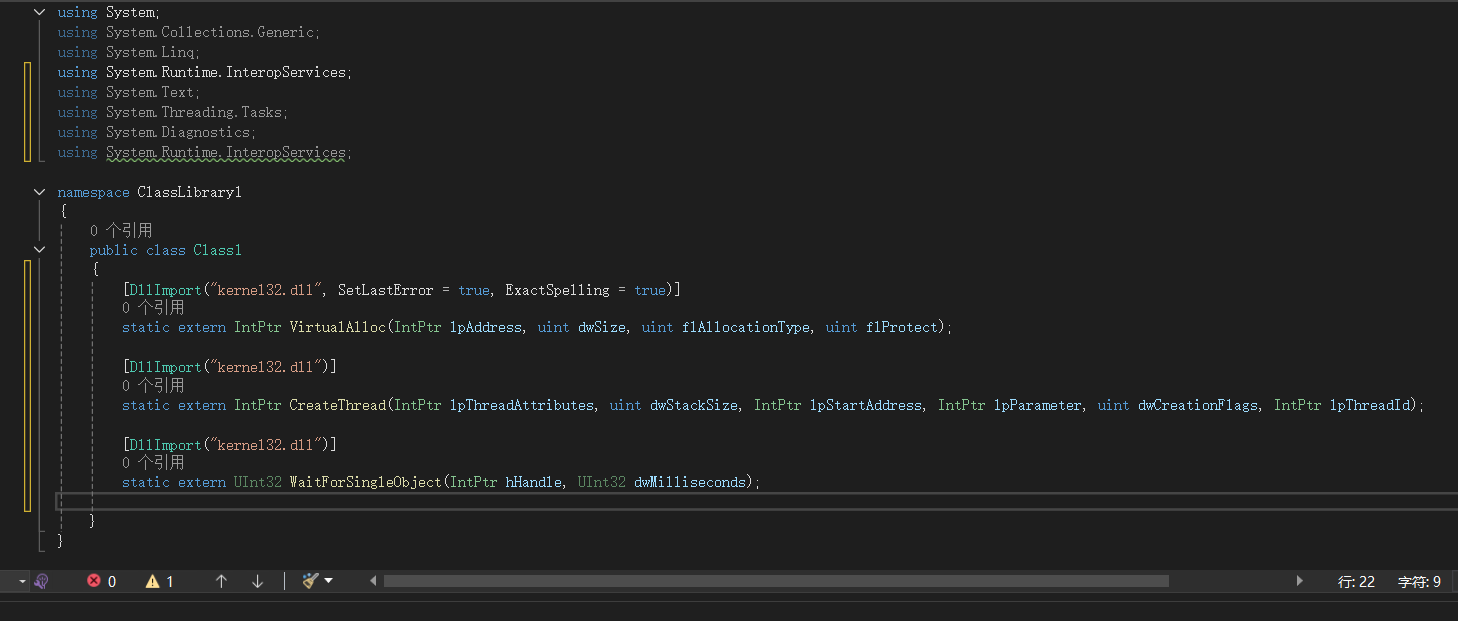 using System;
using System.Collections.Generic;
using System.Linq;
using System.Runtime.InteropServices;
using System.Text;
using System.Threading.Tasks;
using System.Diagnostics;
using System.Runtime.InteropServices;
namespace ClassLibrary1
{
0 个引用
public class Class1
{
[DllImport("kernel32.dll", SetLastError = true, ExactSpelling = true)]
0 个引用
static extern IntPtr VirtualAlloc(IntPtr lpAddress, uint dwSize, uint flAllocationType, uint flProtect);
[DllImport("kernel32.dll")]
0 个引用
static extern IntPtr CreateThread(IntPtr lpThreadAttributes, uint dwStackSize, IntPtr lpStartAddress, IntPtr lpParameter, uint dwCreationFlags, IntPtr lpThreadId);
[DllImport("kernel32.dll")]
0 个引用
static extern UInt32 WaitForSingleObject(IntPtr hHandle, UInt32 dwMilliseconds);
}
}
0 1 行: 22 字符: 9